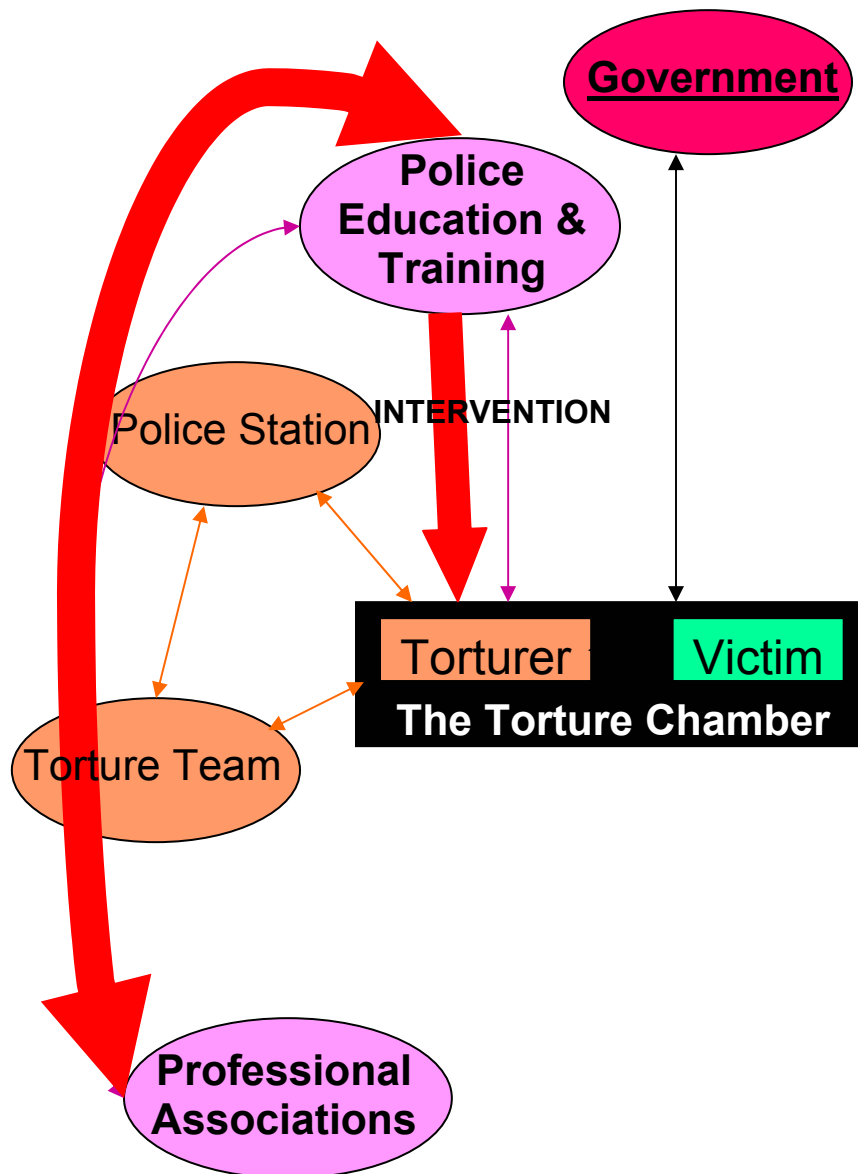 Government
Police
Education &
Training
INTERVENTION
Police Station
Torturer
Victim
The Torture Chamber
Torture Team
Professional
Associations